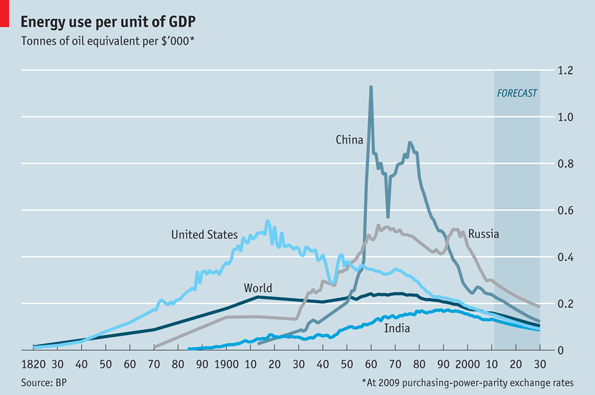 Energy use per unit of GDP
Tonnes of oil equivalent per $’000*
1.2
FORECAST
1.0
China
0.8
0.6
United States
Russia
0.4
World
0.2
India
0
1820 30 40 50 60 70 80 90 1900 10 20 30 40 50 60 70 80 90 2000 10 20 30
Source: BP
*At 2009 purchasing-power-parity exchange rates